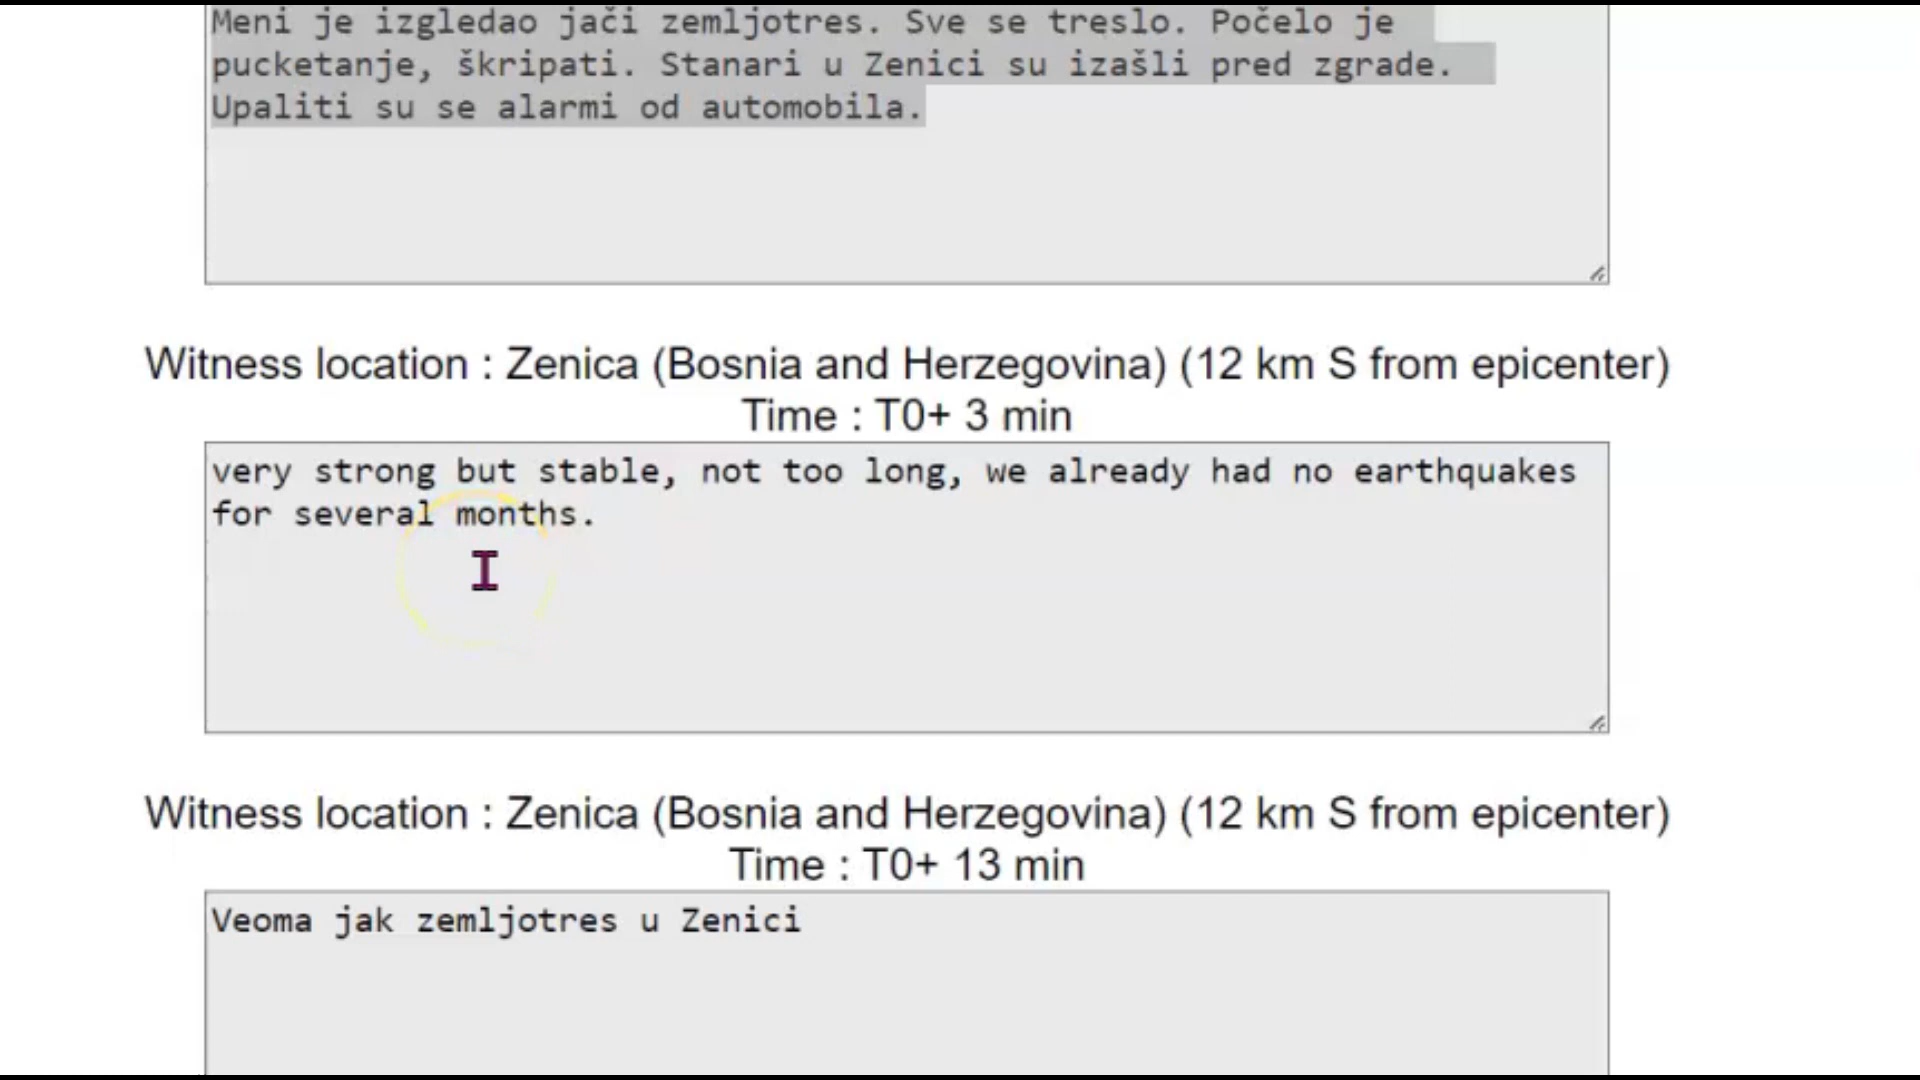 Meni je izgledao jači zemljotres. Sve se treslo. Počelo je
pucketanje, škripati. Stanari u Zenici su izašli pred zgrade.
Upaliti su se alarmi od automobila.
Witness location : Zenica (Bosnia and Herzegovina) (12 km S from epicenter)
Time : T0+ 3 min
very strong but stable, not too long, we already had no earthquakes
for several months.
Witness location : Zenica (Bosnia and Herzegovina) (12 km S from epicenter)
Time : T0+ 13 min
Veoma jak zemljotres u Zenici